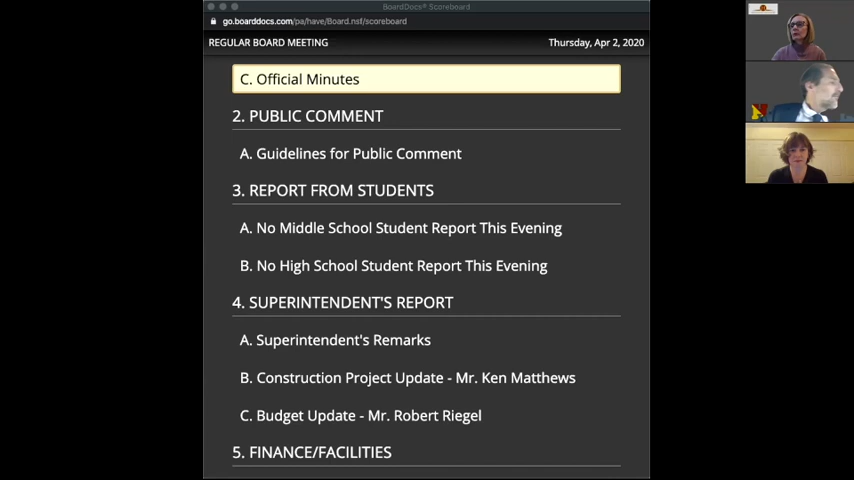 BoardDocs® Scoreboard
go.boarddocs.com/pa/have/Board.nsf/scoreboard
REGULAR BOARD MEETING
Thursday, Apr 2, 2020
C. Official Minutes
2. PUBLIC COMMENT
A. Guidelines for Public Comment
3. REPORT FROM STUDENTS
A. No Middle School Student Report This Evening
B. No High School Student Report This Evening
4. SUPERINTENDENT'S REPORT
A. Superintendent's Remarks
B. Construction Project Update - Mr. Ken Matthews
C. Budget Update - Mr. Robert Riegel
5. FINANCE/FACILITIES